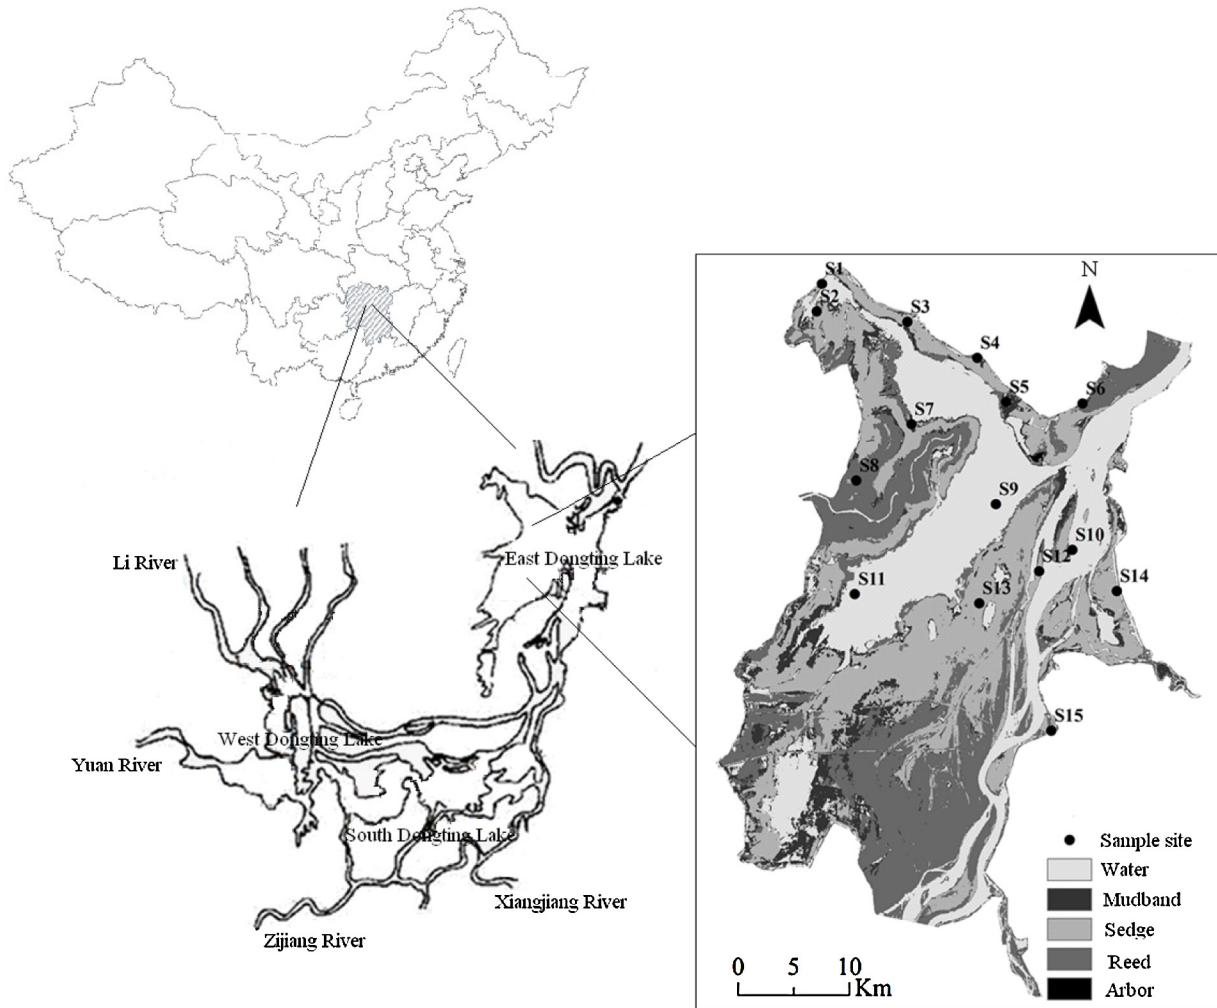 S1
S2
S3
S4
S5
S6
S7
S8
S9
S10
S11
S12
S13
S14
S15
N
East Dongting Lake
Li River
West Dongting Lake
Yuan River
South Dongting Lake
Xiangjiang River
Zijiang River
Sample site
Water
Mudband
Sedge
Reed
Arbor
0 5 10
Km